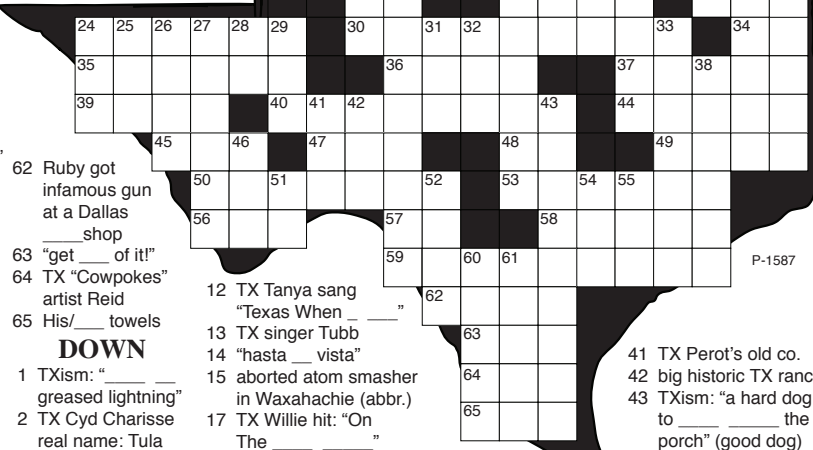 24 25 26 27 28 29 30 31 32 33 34
35 36 37 38
39 40 41 42 43 44
45 46 47 48 49
50 51 52 53 54 55
56 57 58
59 60 61
62
63
64
65
P-1587
”
62 Ruby got
infamous gun
at a Dallas
____shop
63 “get ___ of it!”
64 TX “Cowpokes”
artist Reid
65 His/___ towels
DOWN
1 TXism: “____ __
greased lightning”
2 TX Cyd Charisse
real name: Tula
12 TX Tanya sang
“Texas When _ ___”
13 TX singer Tubb
14 “hasta __ vista”
15 aborted atom smasher
in Waxahachie (abbr.)
17 TX Willie hit: “On
The ____ _____”
41 TX Perot's old co.
42 big historic TX ranc
43 TXism: “a hard dog
to ____ _____ the
porch” (good dog)